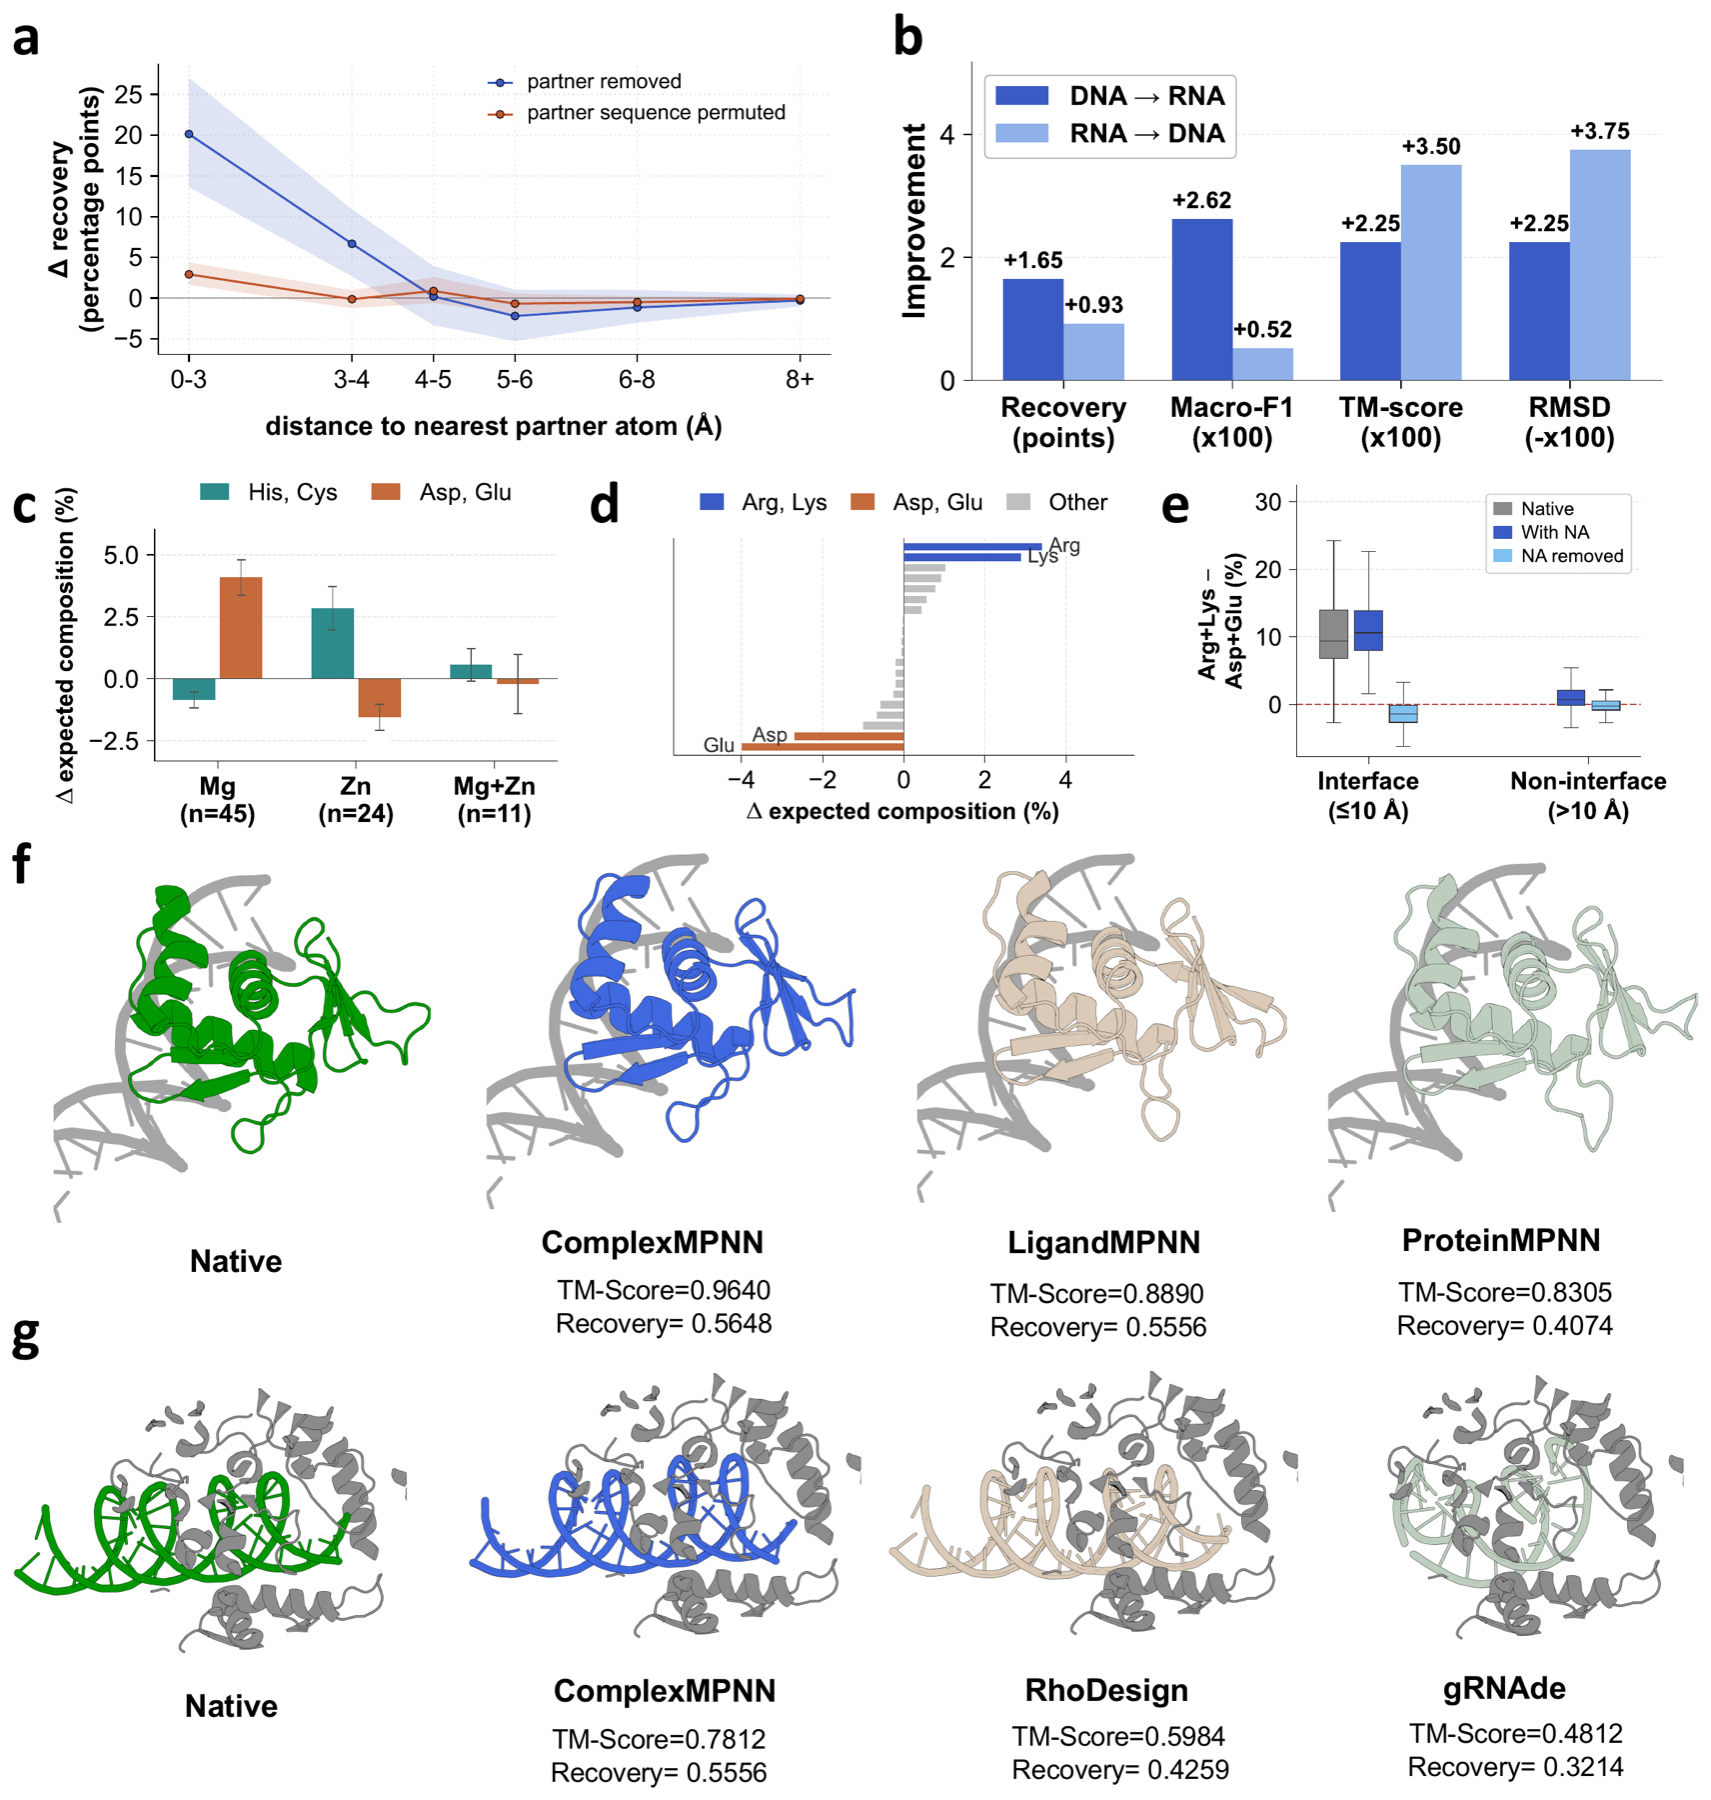 a
Δ recovery
(percentage points)
25
20
15
10
5
0
−5
partner removed
partner sequence permuted
0-3
3-4
4-5
5-6
6-8
8+
distance to nearest partner atom (Å)
b
Improvement
4
2
0
DNA → RNA
RNA → DNA
+1.65
+0.93
+2.62
+0.52
+2.25
+3.50
+2.25
+3.75
Recovery
(points)
Macro-F1
(x100)
TM-score
(x100)
RMSD
(-x100)
c
His, Cys
Asp, Glu
Δ expected composition (%)
5.0
2.5
0.0
−2.5
Mg
(n=45)
Zn
(n=24)
Mg+Zn
(n=11)
d
Arg, Lys
Asp, Glu
Other
Arg
Lys
Asp
Glu
−4
−2
0
2
4
Δ expected composition (%)
e
Arg+Lys −
Asp+Glu (%)
30
20
10
0
Native
With NA
NA removed
Interface
(≤10 Å)
Non-interface
(>10 Å)
f
Native
ComplexMPNN
TM-Score=0.9640
Recovery= 0.5648
LigandMPNN
TM-Score=0.8890
Recovery= 0.5556
ProteinMPNN
TM-Score=0.8305
Recovery= 0.4074
g
Native
ComplexMPNN
TM-Score=0.7812
Recovery= 0.5556
RhoDesign
TM-Score=0.5984
Recovery= 0.4259
gRNAde
TM-Score=0.4812
Recovery= 0.3214